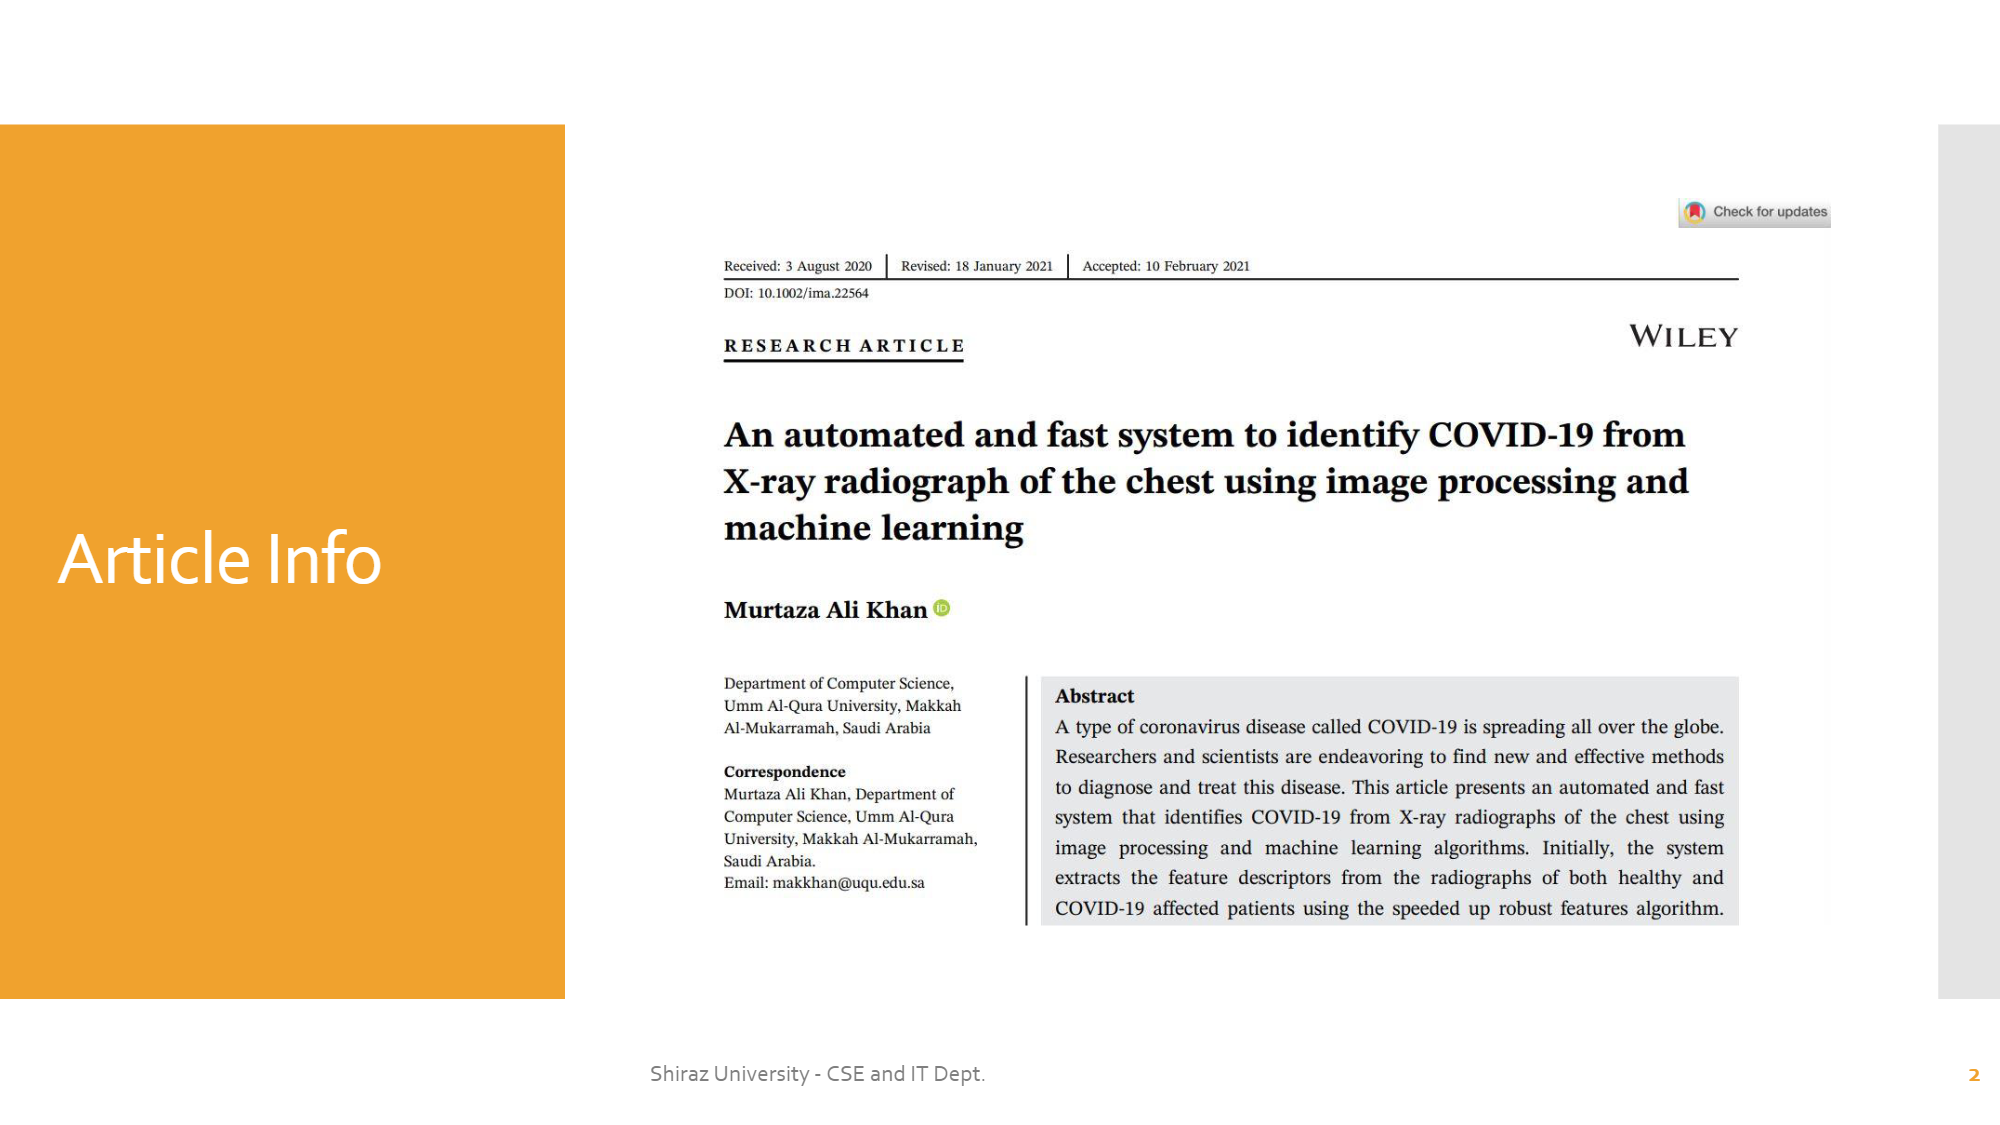 Article Info
Check for updates
Received: 3 August 2020 | Revised: 18 January 2021 | Accepted: 10 February 2021
DOI: 10.1002/ima.22564
RESEARCH ARTICLE
WILEY
An automated and fast system to identify COVID-19 from
X-ray radiograph of the chest using image processing and
machine learning
Murtaza Ali Khan iD
Department of Computer Science,
Umm Al-Qura University, Makkah
Al-Mukarramah, Saudi Arabia
Correspondence
Murtaza Ali Khan, Department of
Computer Science, Umm Al-Qura
University, Makkah Al-Mukarramah,
Saudi Arabia.
Email: makkhan@uqu.edu.sa
Abstract
A type of coronavirus disease called COVID-19 is spreading all over the globe.
Researchers and scientists are endeavoring to find new and effective methods
to diagnose and treat this disease. This article presents an automated and fast
system that identifies COVID-19 from X-ray radiographs of the chest using
image processing and machine learning algorithms. Initially, the system
extracts the feature descriptors from the radiographs of both healthy and
COVID-19 affected patients using the speeded up robust features algorithm.
Shiraz University - CSE and IT Dept.
2